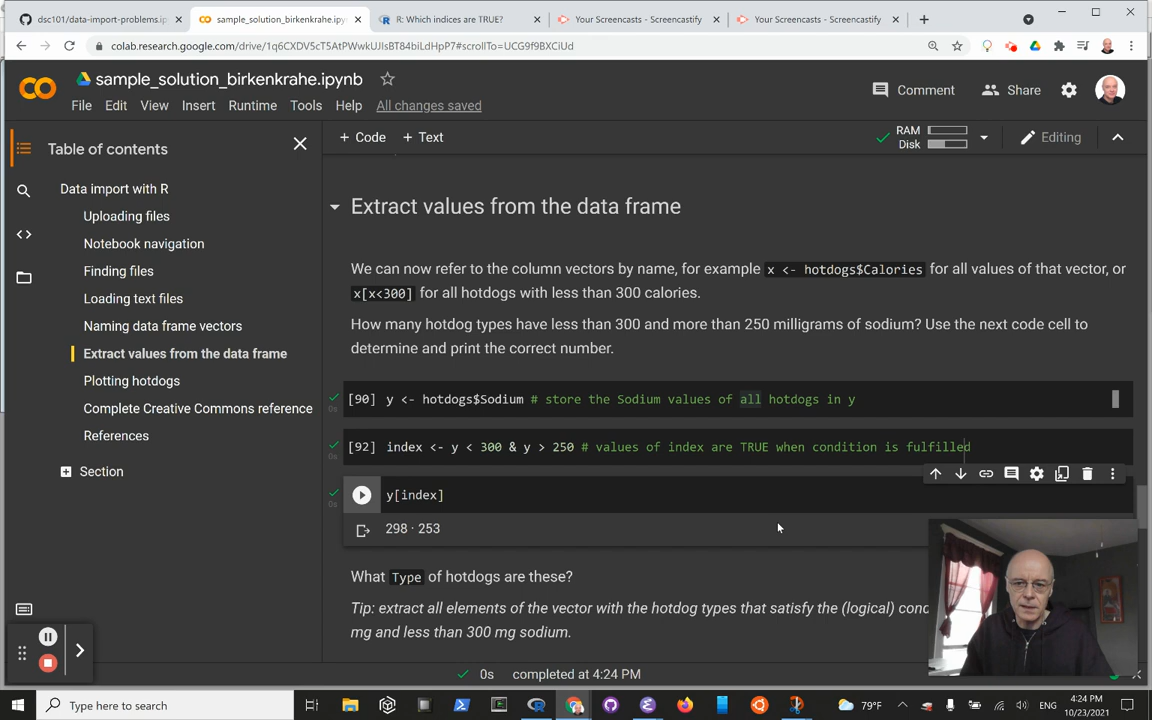 dsc101/data-import-problems.ip
sample_solution_birkenkrahe.ipyn
R: Which indices are TRUE?
Your Screencasts - Screencastify
Your Screencasts - Screencastify
colab.research.google.com/drive/1q6CXDV5cT5AtPWwkUJIsBT84biLdHpP7#scrollTo=UCG9f9BXCiUd
sample_solution_birkenkrahe.ipynb
File Edit View Insert Runtime Tools Help All changes saved
Comment Share
Table of contents
+ Code + Text
RAM
Disk
Editing
Data import with R
Uploading files
Notebook navigation
Finding files
Loading text files
Naming data frame vectors
Extract values from the data frame
Plotting hotdogs
Complete Creative Commons reference
References
Section
Extract values from the data frame
We can now refer to the column vectors by name, for example x <- hotdogs$Calories for all values of that vector, or
x[x<300] for all hotdogs with less than 300 calories.
How many hotdog types have less than 300 and more than 250 milligrams of sodium? Use the next code cell to
determine and print the correct number.
[90] y <- hotdogs$Sodium # store the Sodium values of all hotdogs in y
0s
[92] index <- y < 300 & y > 250 # values of index are TRUE when condition is fulfilled
0s
y[index]
0s
298 · 253
What Type of hotdogs are these?
Tip: extract all elements of the vector with the hotdog types that satisfy the (logical) cond
mg and less than 300 mg sodium.
0s completed at 4:24 PM
Type here to search
79°F
4:24 PM
10/23/2021